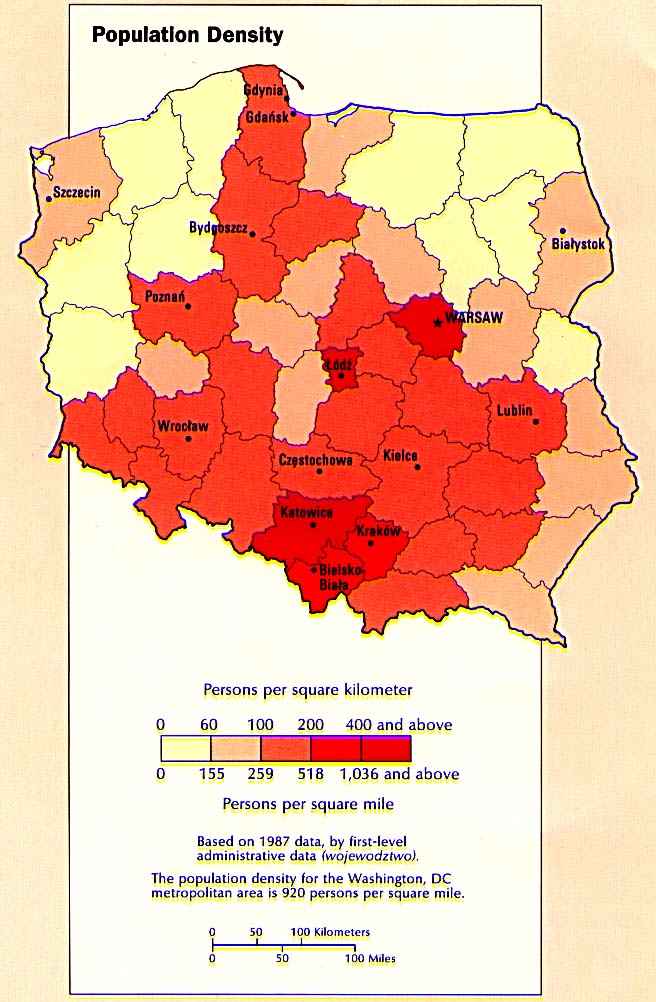 Population Density
Gdynia
Gdańsk
Szczecin
Bydgoszcz
Białystok
Poznań
WARSAW
Łódź
Lublin
Wrocław
Częstochowa
Kielce
Katowice
Kraków
Bielsko-
Biała
Persons per square kilometer
0 60 100 200 400 and above
0 155 259 518 1,036 and above
Persons per square mile
Based on 1987 data, by first-level
administrative data (wojewodztwo).
The population density for the Washington, DC
metropolitan area is 920 persons per square mile.
0 50 100 Kilometers
0 50 100 Miles